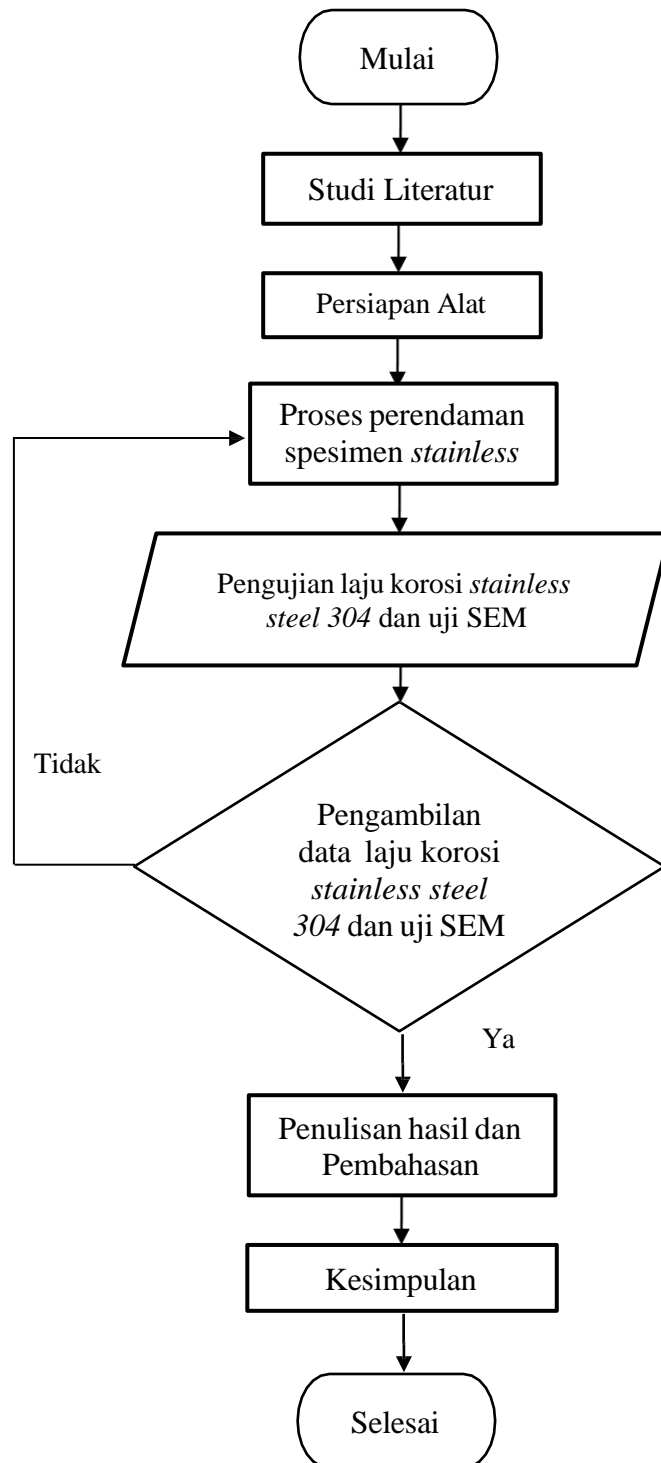 Mulai
Studi Literatur
Persiapan Alat
Proses perendaman
spesimen stainless
Pengujian laju korosi stainless
steel 304 dan uji SEM
Tidak
Pengambilan
data laju korosi
stainless steel
304 dan uji SEM
Ya
Penulisan hasil dan
Pembahasan
Kesimpulan
Selesai